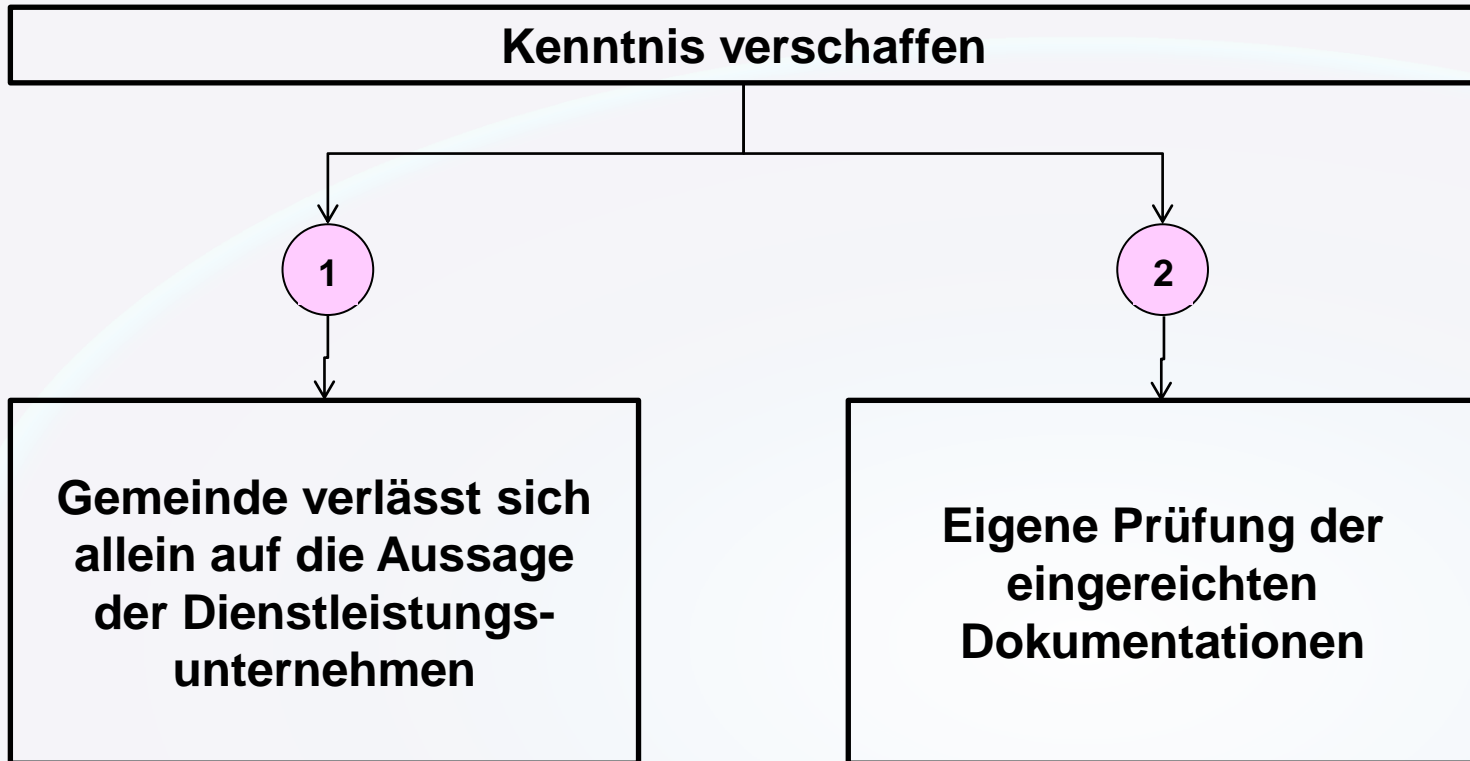 Kenntnis verschaffen
1
2
Gemeinde verlässt sich
allein auf die Aussage
der Dienstleistungs-
unternehmen
Eigene Prüfung der
eingereichten
Dokumentationen